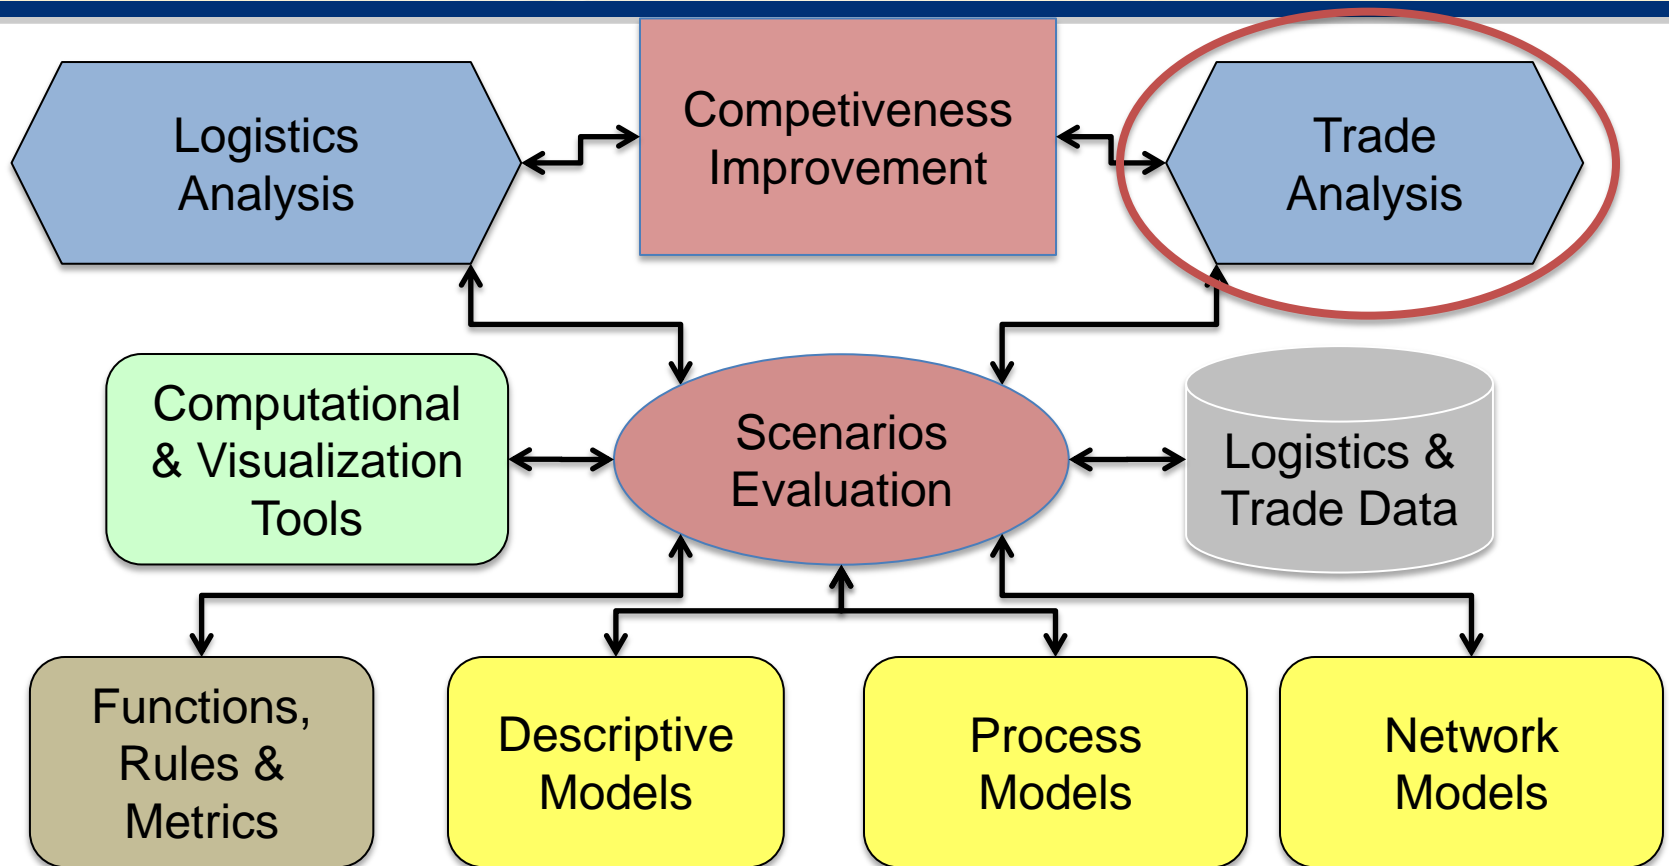 Logistics
Analysis
Competiveness
Improvement
Trade
Analysis
Computational
& Visualization
Tools
Scenarios
Evaluation
Logistics &
Trade Data
Functions,
Rules &
Metrics
Descriptive
Models
Process
Models
Network
Models